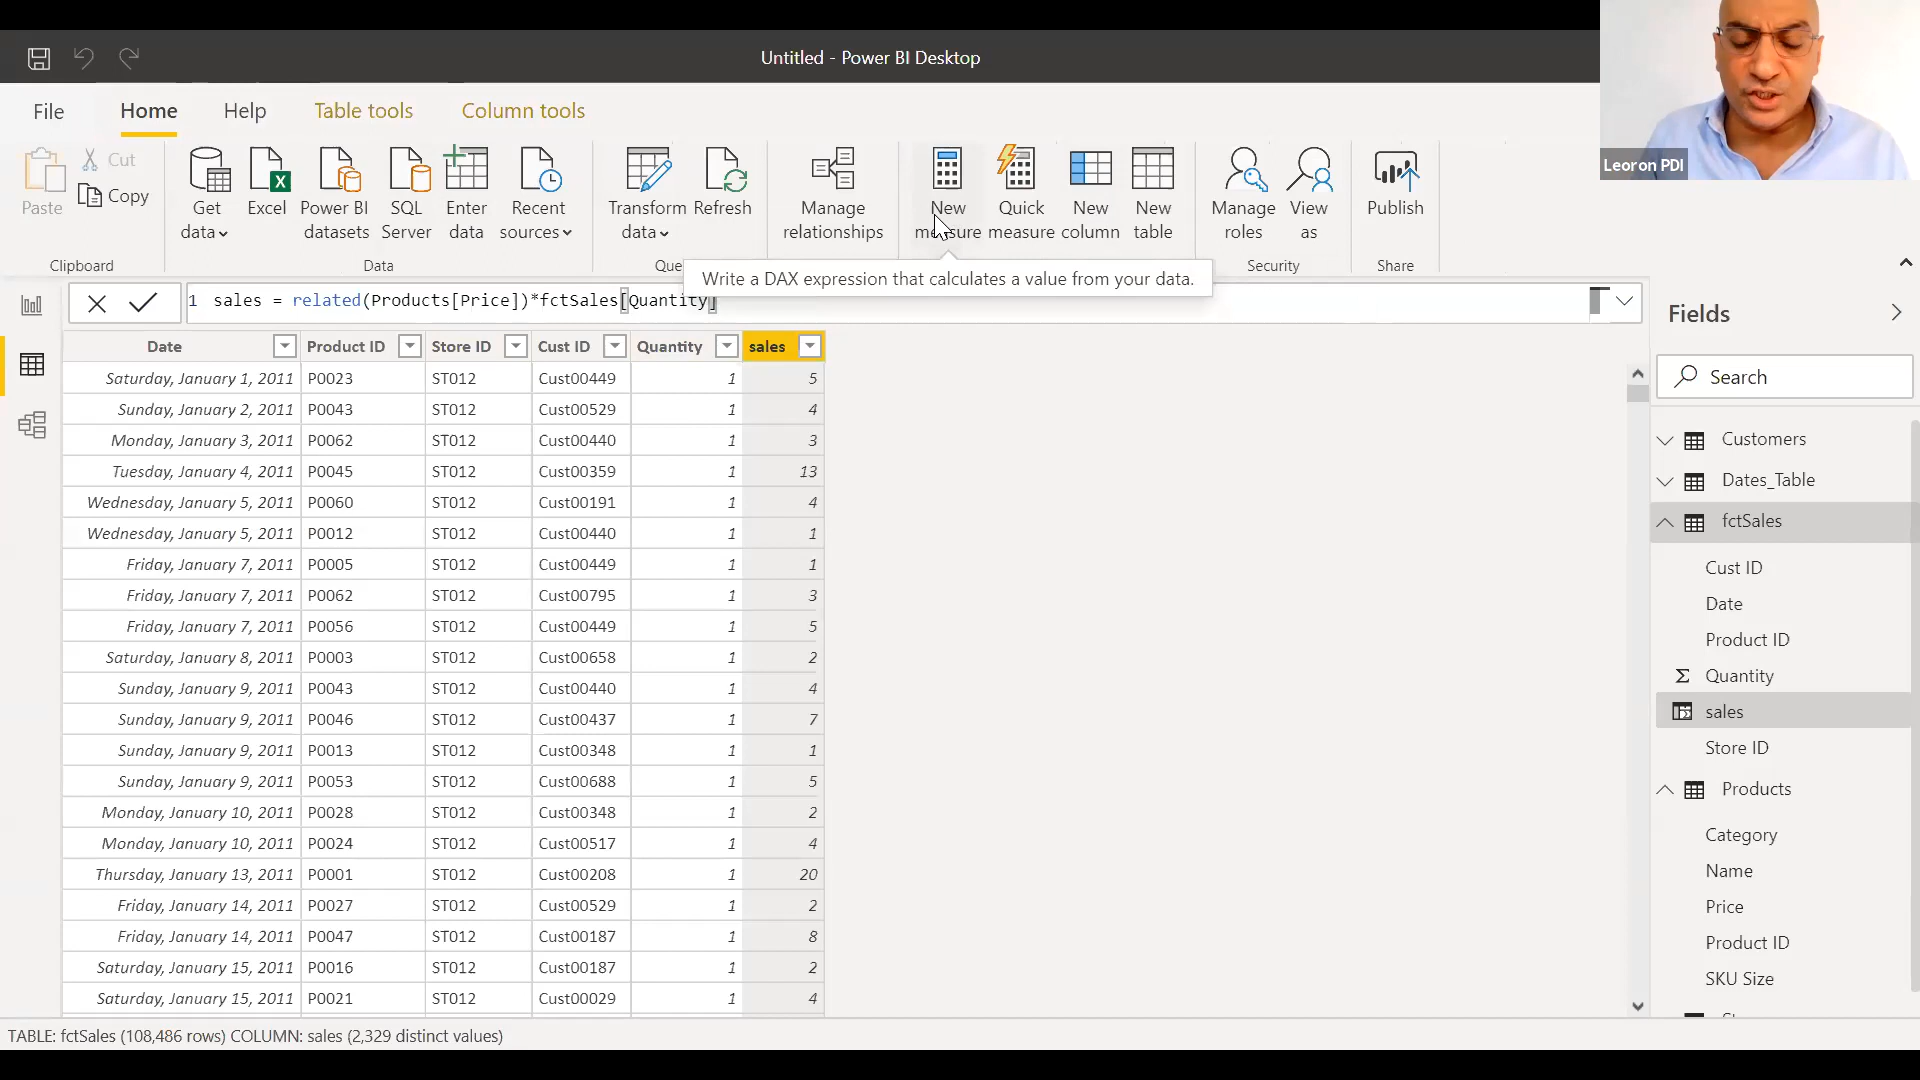 Untitled - Power BI Desktop
Leoron PDI
File Home Help Table tools Column tools
Paste
Cut
Copy
Get data
Excel
Power BI datasets
SQL Server
Enter data
Recent sources
Transform data
Refresh
Manage relationships
New measure
Quick measure
New column
New table
Manage roles
View as
Publish
Clipboard
Data
Que
Security
Share
Write a DAX expression that calculates a value from your data.
1 sales = related(Products[Price])*fctSales[Quantity]
Date Product ID Store ID Cust ID Quantity sales
Saturday, January 1, 2011 P0023 ST012 Cust00449 1 5
Sunday, January 2, 2011 P0043 ST012 Cust00529 1 4
Monday, January 3, 2011 P0062 ST012 Cust00440 1 3
Tuesday, January 4, 2011 P0045 ST012 Cust00359 1 13
Wednesday, January 5, 2011 P0060 ST012 Cust00191 1 4
Wednesday, January 5, 2011 P0012 ST012 Cust00440 1 1
Friday, January 7, 2011 P0005 ST012 Cust00449 1 1
Friday, January 7, 2011 P0062 ST012 Cust00795 1 3
Friday, January 7, 2011 P0056 ST012 Cust00449 1 5
Saturday, January 8, 2011 P0003 ST012 Cust00658 1 2
Sunday, January 9, 2011 P0043 ST012 Cust00440 1 4
Sunday, January 9, 2011 P0046 ST012 Cust00437 1 7
Sunday, January 9, 2011 P0013 ST012 Cust00348 1 1
Sunday, January 9, 2011 P0053 ST012 Cust00688 1 5
Monday, January 10, 2011 P0028 ST012 Cust00348 1 2
Monday, January 10, 2011 P0024 ST012 Cust00517 1 4
Thursday, January 13, 2011 P0001 ST012 Cust00208 1 20
Friday, January 14, 2011 P0027 ST012 Cust00529 1 2
Friday, January 14, 2011 P0047 ST012 Cust00187 1 8
Saturday, January 15, 2011 P0016 ST012 Cust00187 1 2
Saturday, January 15, 2011 P0021 ST012 Cust00029 1 4
Fields
Search
Customers
Dates_Table
fctSales
Cust ID
Date
Product ID
Quantity
sales
Store ID
Products
Category
Name
Price
Product ID
SKU Size
TABLE: fctSales (108,486 rows) COLUMN: sales (2,329 distinct values)